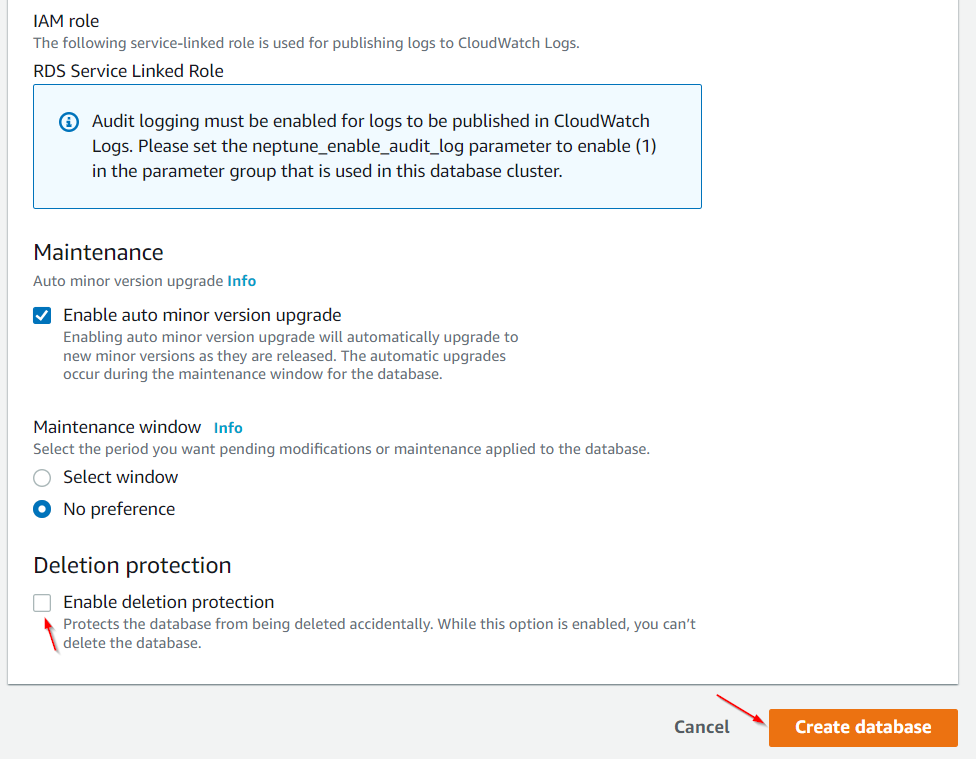 IAM role
The following service-linked role is used for publishing logs to CloudWatch Logs.
RDS Service Linked Role
Audit logging must be enabled for logs to be published in CloudWatch
Logs. Please set the neptune_enable_audit_log parameter to enable (1)
in the parameter group that is used in this database cluster.
Maintenance
Auto minor version upgrade Info
Enable auto minor version upgrade
Enabling auto minor version upgrade will automatically upgrade to
new minor versions as they are released. The automatic upgrades
occur during the maintenance window for the database.
Maintenance window Info
Select the period you want pending modifications or maintenance applied to the database.
Select window
No preference
Deletion protection
Enable deletion protection
Protects the database from being deleted accidentally. While this option is enabled, you can't
delete the database.
Cancel Create database